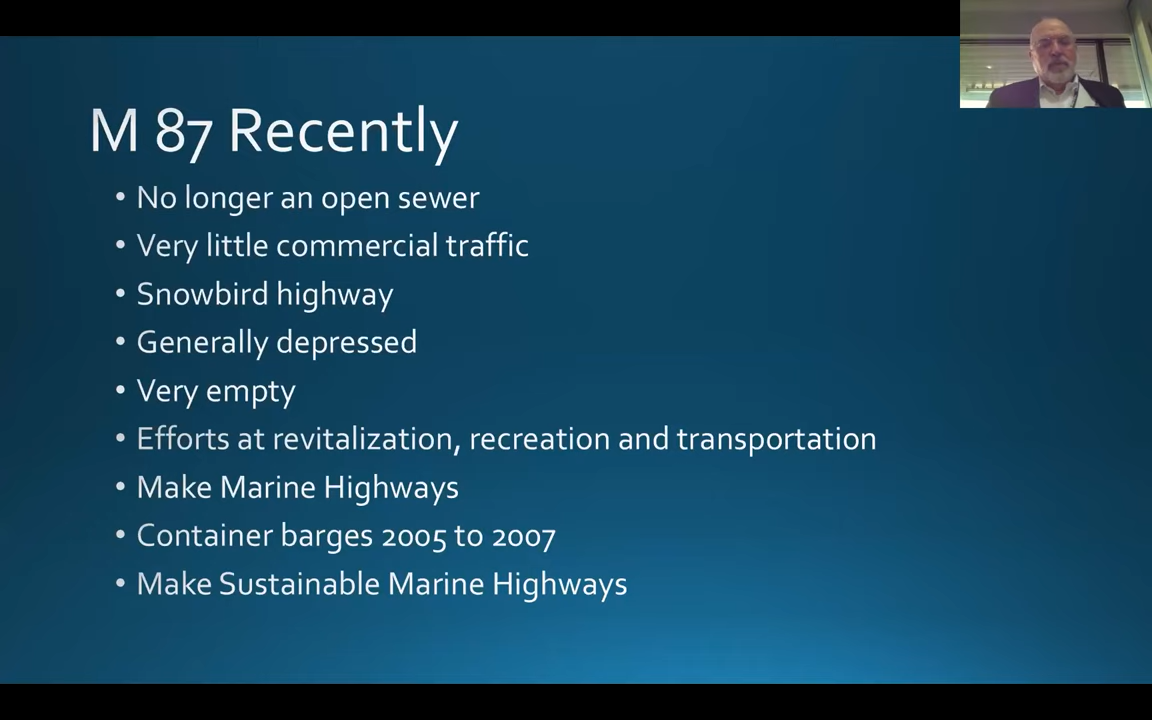 M 87 Recently
• No longer an open sewer
• Very little commercial traffic
• Snowbird highway
• Generally depressed
• Very empty
• Efforts at revitalization, recreation and transportation
• Make Marine Highways
• Container barges 2005 to 2007
• Make Sustainable Marine Highways